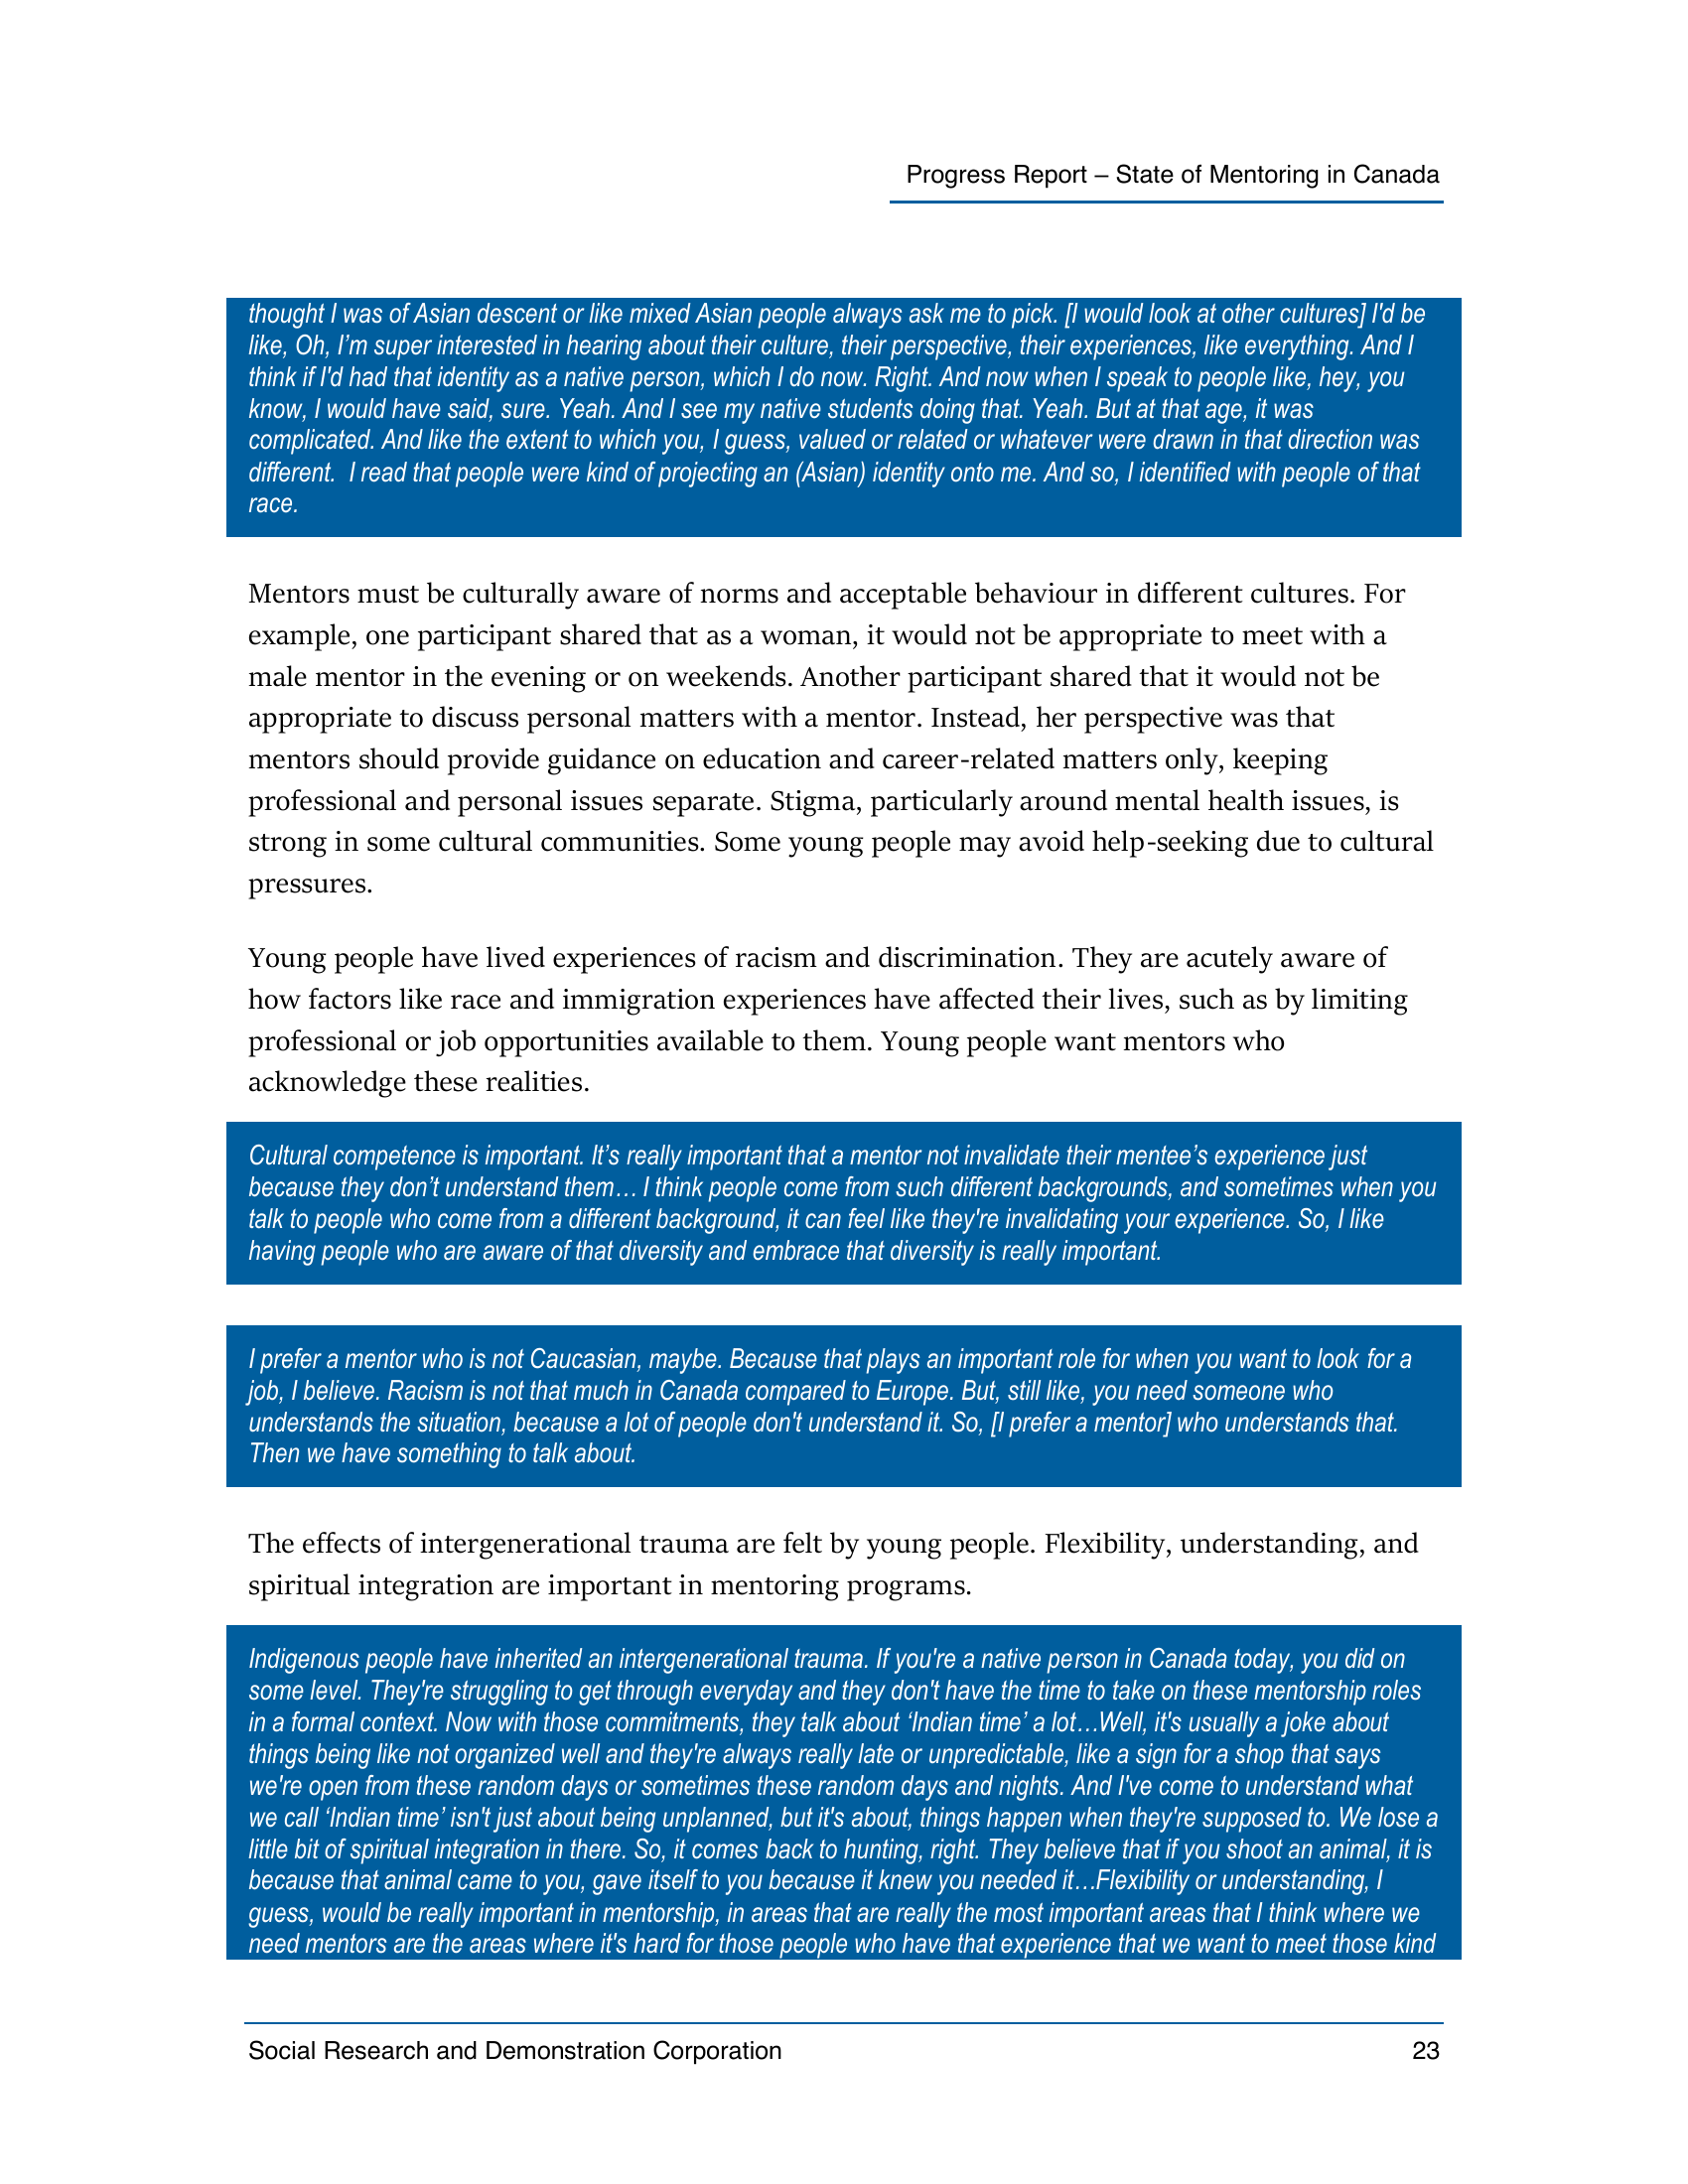 Progress Report – State of Mentoring in Canada
thought I was of Asian descent or like mixed Asian people always ask me to pick. [I would look at other cultures] I'd be
like, Oh, I’m super interested in hearing about their culture, their perspective, their experiences, like everything. And I
think if I'd had that identity as a native person, which I do now. Right. And now when I speak to people like, hey, you
know, I would have said, sure. Yeah. And I see my native students doing that. Yeah. But at that age, it was
complicated. And like the extent to which you, I guess, valued or related or whatever were drawn in that direction was
different.  I read that people were kind of projecting an (Asian) identity onto me. And so, I identified with people of that
race.
Mentors must be culturally aware of norms and acceptable behaviour in different cultures. For
example, one participant shared that as a woman, it would not be appropriate to meet with a
male mentor in the evening or on weekends. Another participant shared that it would not be
appropriate to discuss personal matters with a mentor. Instead, her perspective was that
mentors should provide guidance on education and career-related matters only, keeping
professional and personal issues separate. Stigma, particularly around mental health issues, is
strong in some cultural communities. Some young people may avoid help-seeking due to cultural
pressures.
Young people have lived experiences of racism and discrimination. They are acutely aware of
how factors like race and immigration experiences have affected their lives, such as by limiting
professional or job opportunities available to them. Young people want mentors who
acknowledge these realities.
Cultural competence is important. It’s really important that a mentor not invalidate their mentee’s experience just
because they don’t understand them… I think people come from such different backgrounds, and sometimes when you
talk to people who come from a different background, it can feel like they're invalidating your experience. So, I like
having people who are aware of that diversity and embrace that diversity is really important.
I prefer a mentor who is not Caucasian, maybe. Because that plays an important role for when you want to look for a
job, I believe. Racism is not that much in Canada compared to Europe. But, still like, you need someone who
understands the situation, because a lot of people don't understand it. So, [I prefer a mentor] who understands that.
Then we have something to talk about.
The effects of intergenerational trauma are felt by young people. Flexibility, understanding, and
spiritual integration are important in mentoring programs.
Indigenous people have inherited an intergenerational trauma. If you're a native person in Canada today, you did on
some level. They're struggling to get through everyday and they don't have the time to take on these mentorship roles
in a formal context. Now with those commitments, they talk about ‘Indian time’ a lot…Well, it's usually a joke about
things being like not organized well and they're always really late or unpredictable, like a sign for a shop that says
we're open from these random days or sometimes these random days and nights. And I've come to understand what
we call ‘Indian time’ isn't just about being unplanned, but it's about, things happen when they're supposed to. We lose a
little bit of spiritual integration in there. So, it comes back to hunting, right. They believe that if you shoot an animal, it is
because that animal came to you, gave itself to you because it knew you needed it…Flexibility or understanding, I
guess, would be really important in mentorship, in areas that are really the most important areas that I think where we
need mentors are the areas where it's hard for those people who have that experience that we want to meet those kind
Social Research and Demonstration Corporation 23